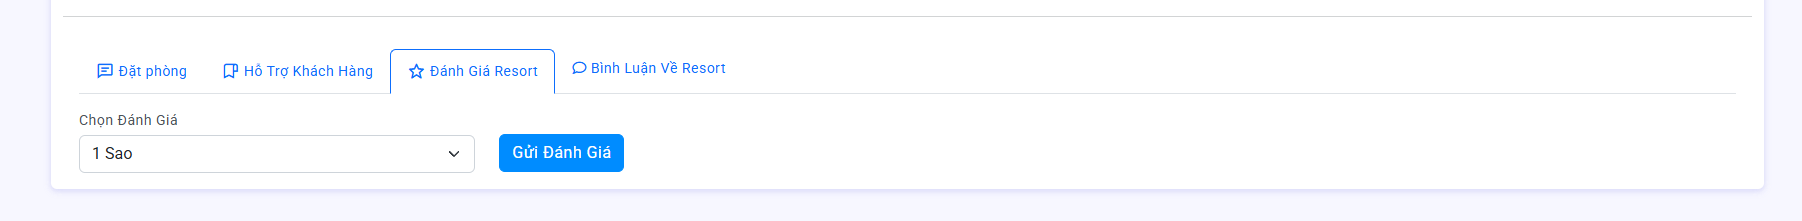 Đặt phòng Hỗ Trợ Khách Hàng Đánh Giá Resort Bình Luận Về Resort
Chọn Đánh Giá
1 Sao Gửi Đánh Giá